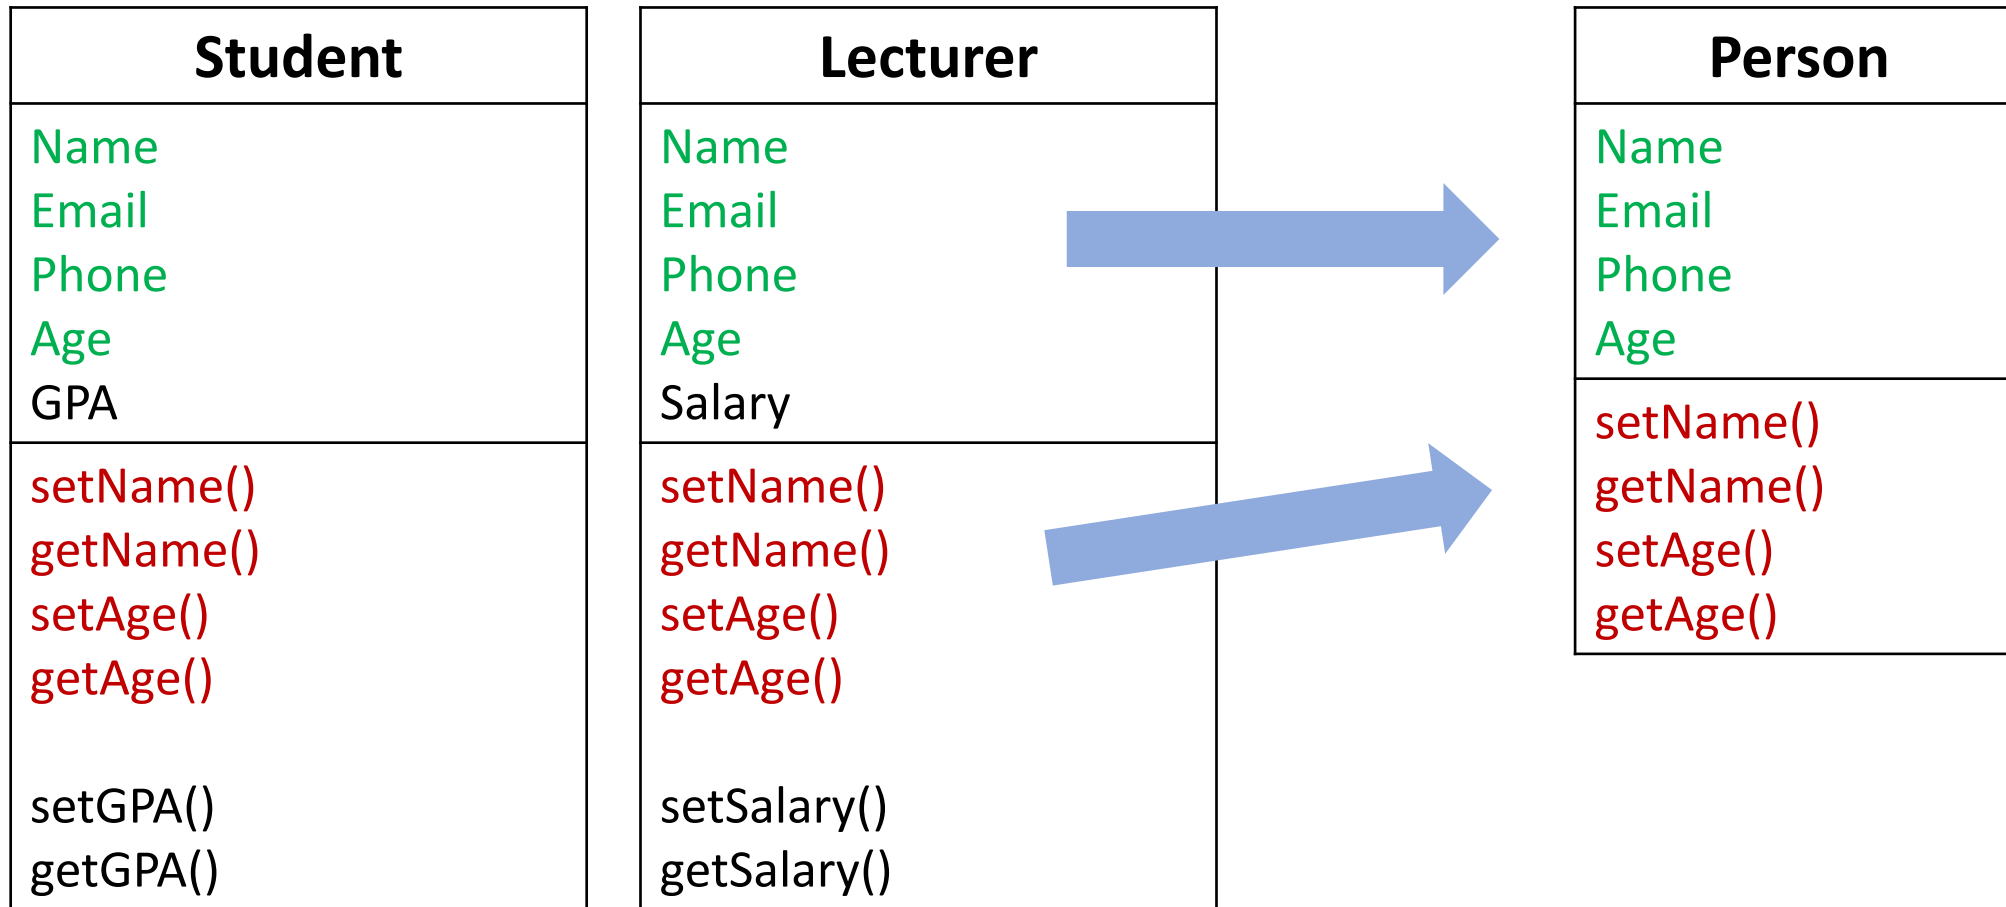 Student
Name
Email
Phone
Age
GPA
setName()
getName()
setAge()
getAge()
setGPA()
getGPA()
Lecturer
Name
Email
Phone
Age
Salary
setName()
getName()
setAge()
getAge()
setSalary()
getSalary()
Person
Name
Email
Phone
Age
setName()
getName()
setAge()
getAge()